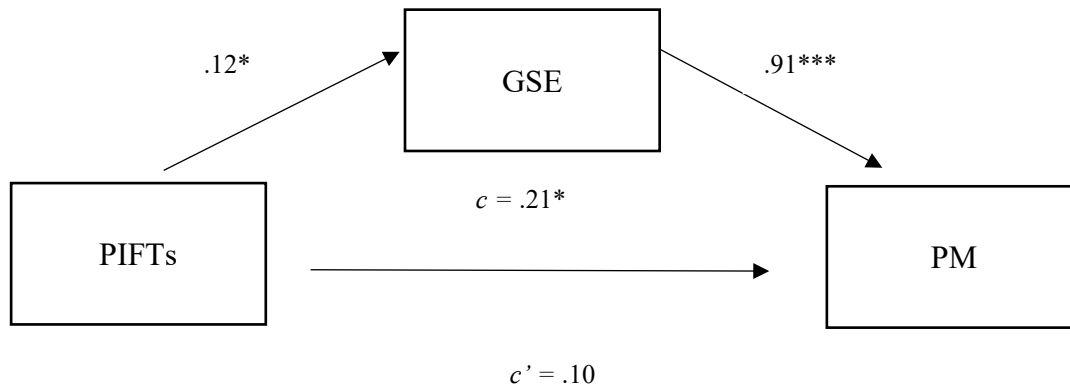 .12*
GSE
.91***
PIFTs
c = .21*
PM
c’ = .10